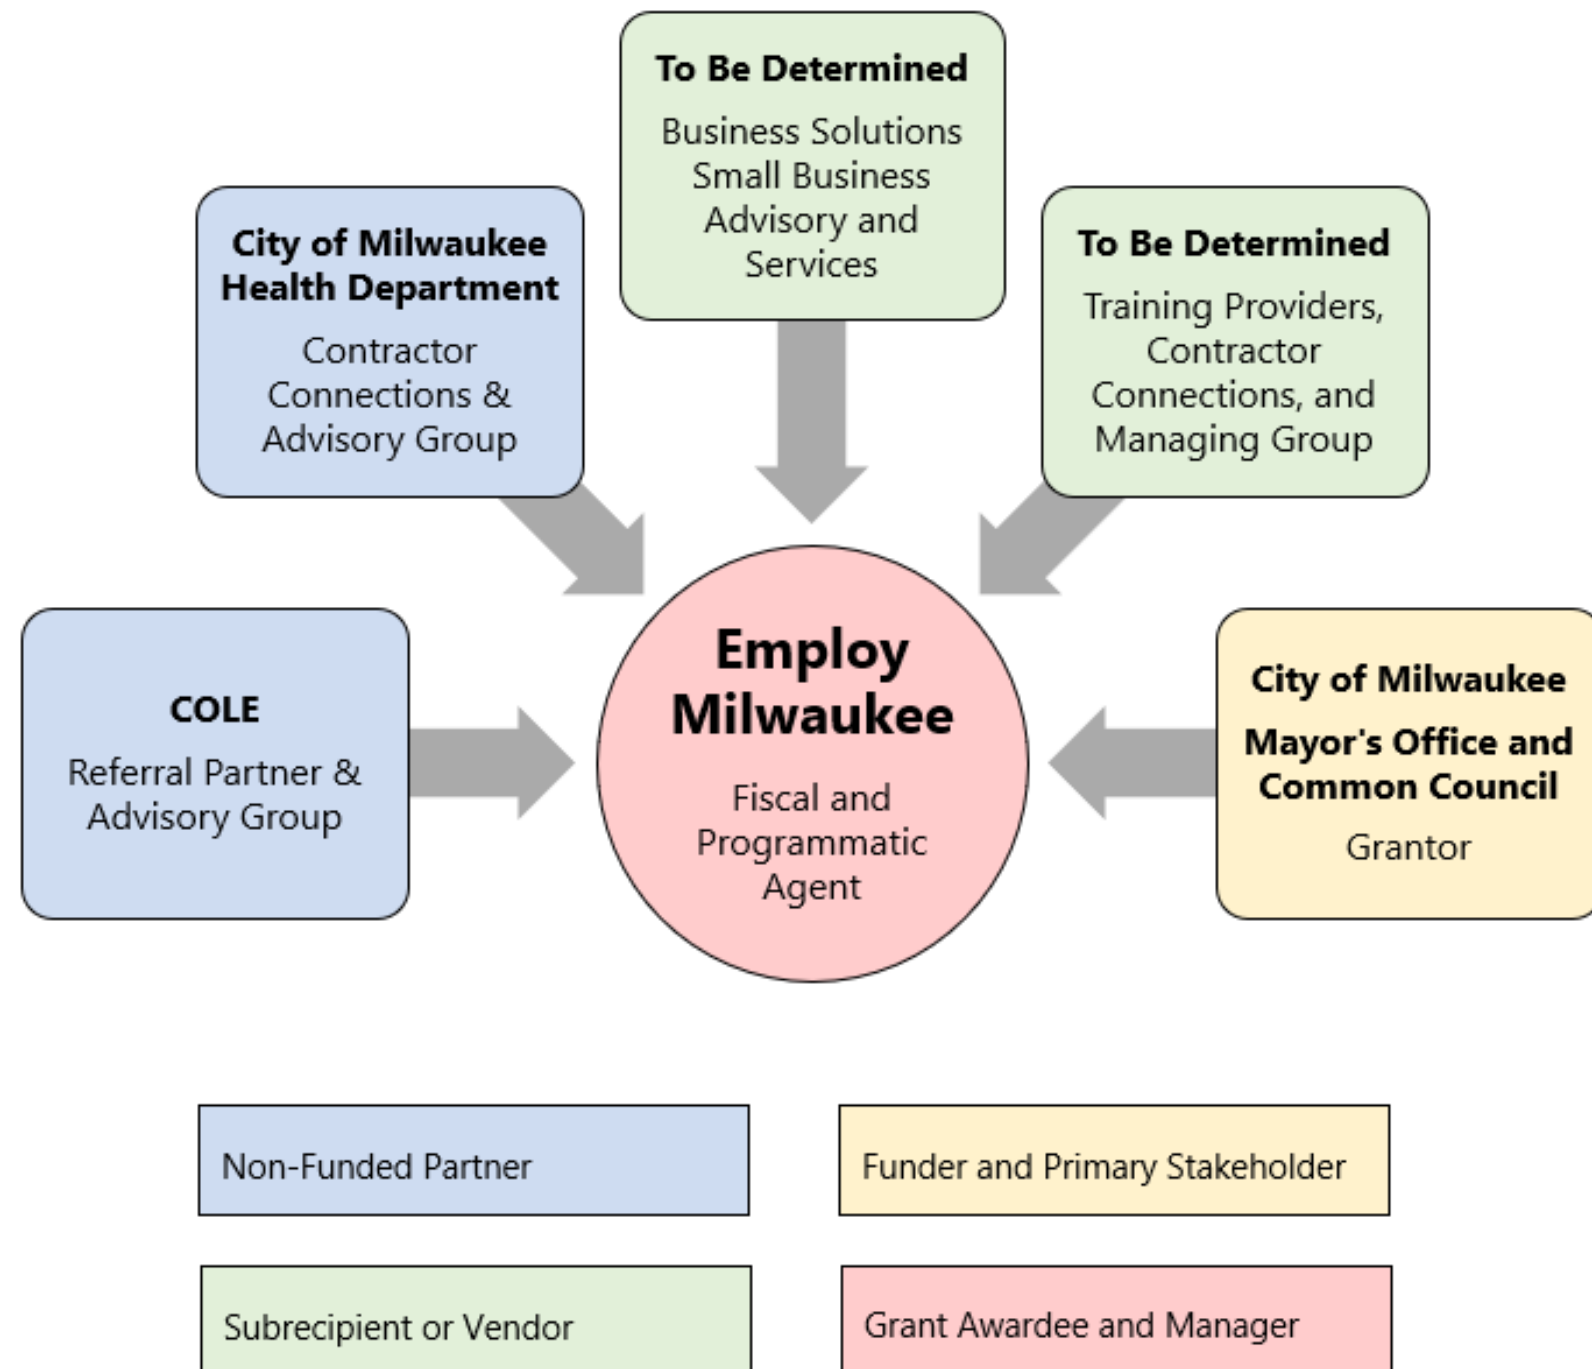 To Be Determined
Business Solutions
Small Business
Advisory and
Services
City of Milwaukee
Health Department
Contractor
Connections &
Advisory Group
To Be Determined
Training Providers,
Contractor
Connections, and
Managing Group
COLE
Referral Partner &
Advisory Group
Employ
Milwaukee
Fiscal and
Programmatic
Agent
City of Milwaukee
Mayor's Office and
Common Council
Grantor
Non-Funded Partner
Funder and Primary Stakeholder
Subrecipient or Vendor
Grant Awardee and Manager